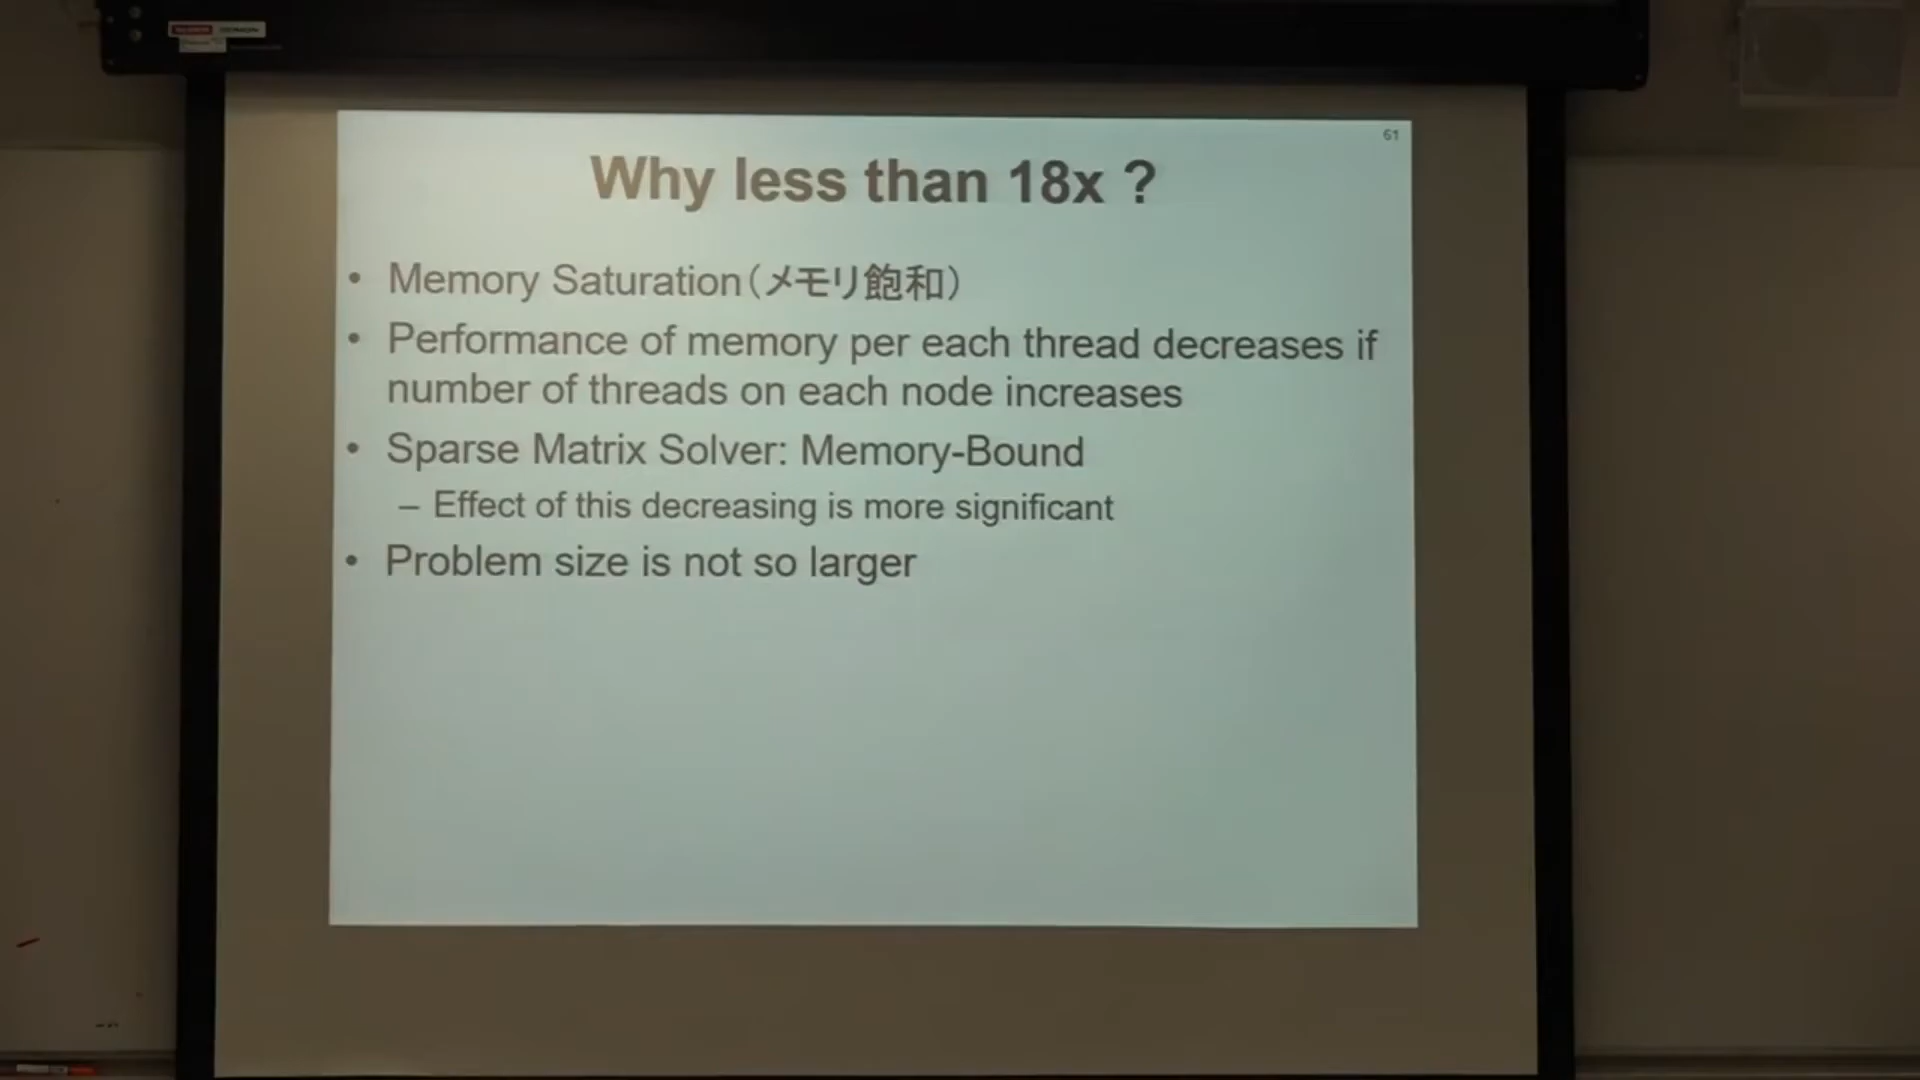 61
Why less than 18x ?
• Memory Saturation（メモリ飽和）
• Performance of memory per each thread decreases if
number of threads on each node increases
• Sparse Matrix Solver: Memory-Bound
– Effect of this decreasing is more significant
• Problem size is not so larger